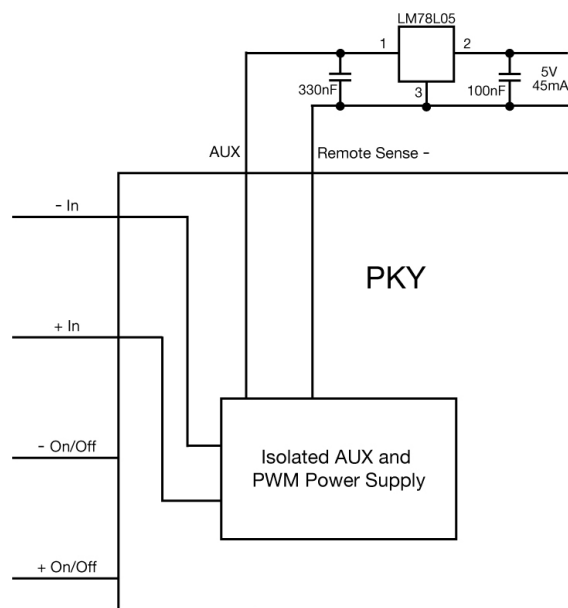 LM78L05
1
2
3
330nF
100nF
5V
45mA
AUX
Remote Sense -
- In
PKY
+ In
Isolated AUX and
PWM Power Supply
- On/Off
+ On/Off